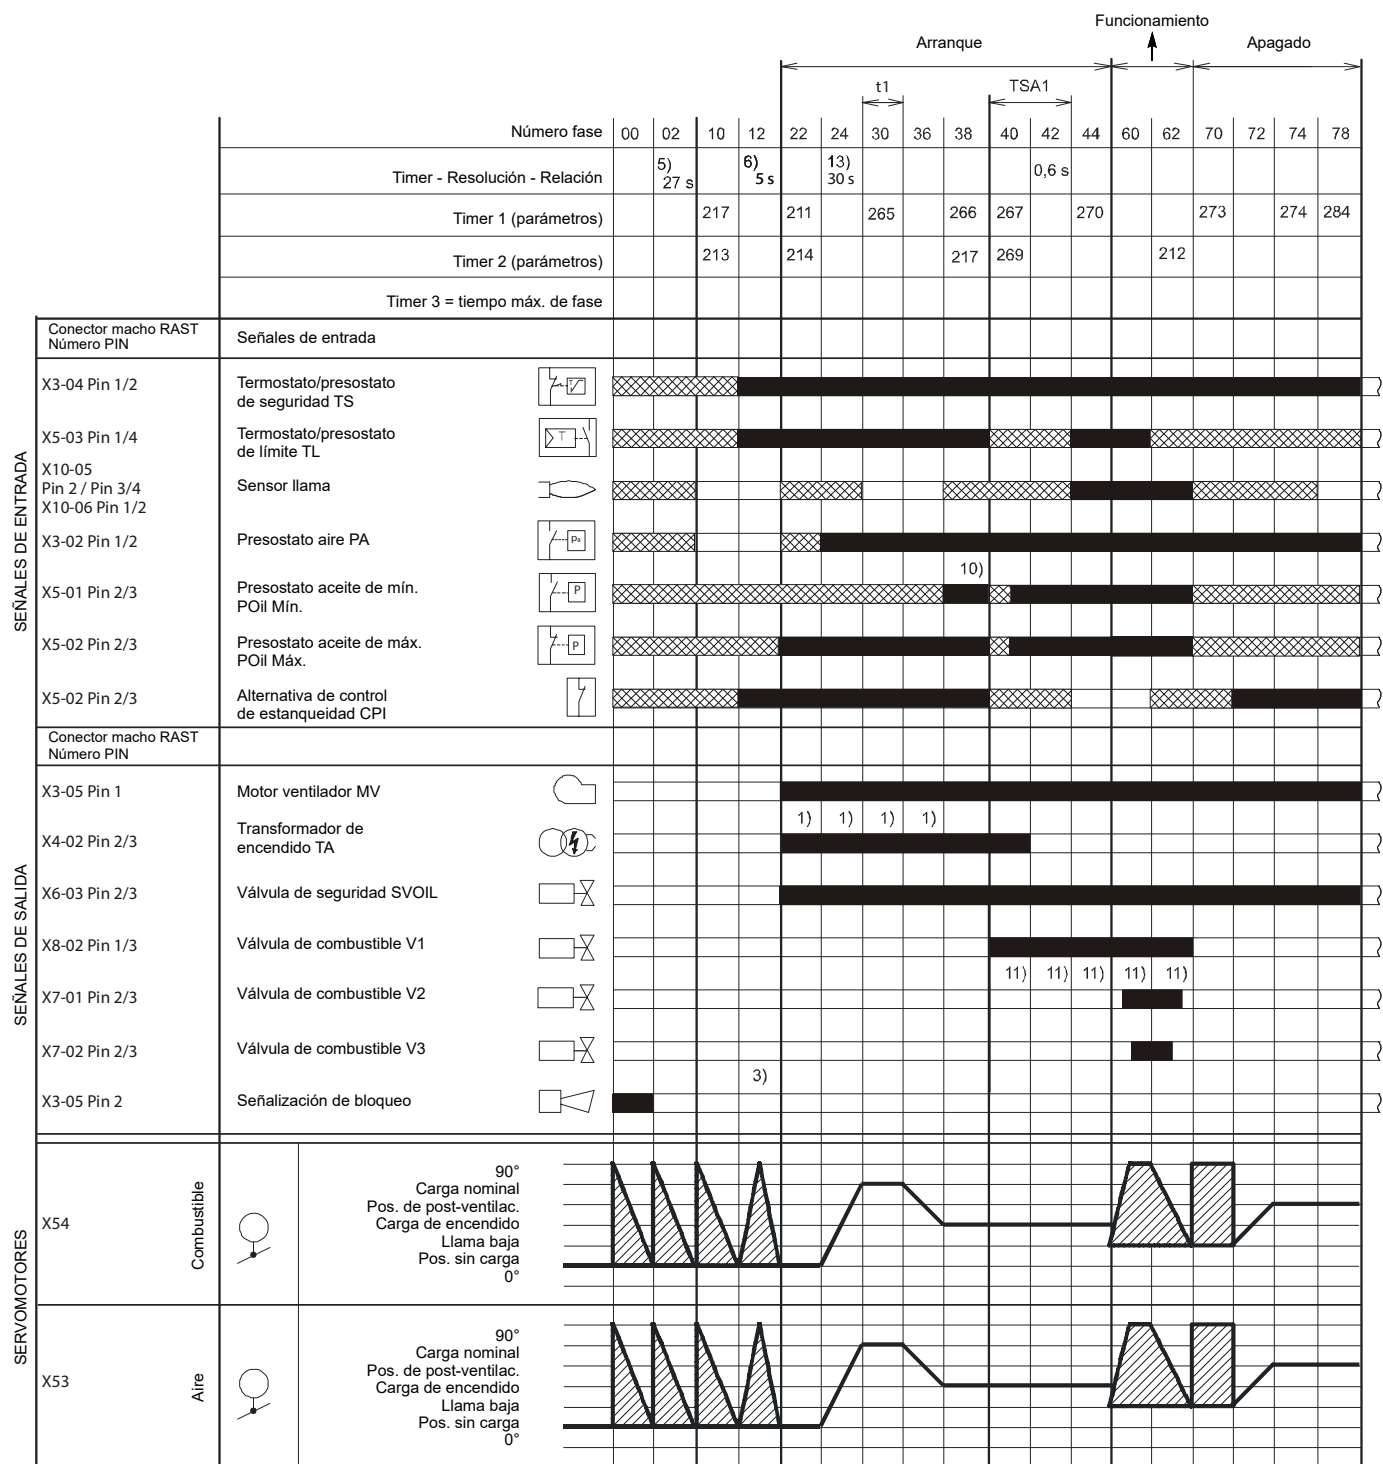 Funcionamiento
Arranque
Apagado
t1
TSA1
Número fase 00 02 10 12 22 24 30 36 38 40 42 44 60 62 70 72 74 78
Timer - Resolución - Relación 5) 27 s 6) 5 s 13) 30 s 0,6 s
Timer 1 (parámetros) 217 211 265 266 267 270 273 274 284
Timer 2 (parámetros) 213 214 217 269 212
Timer 3 = tiempo máx. de fase
Conector macho RAST
Número PIN
Señales de entrada
SEÑALES DE ENTRADA
X3-04 Pin 1/2
Termostato/presostato
de seguridad TS
X5-03 Pin 1/4
Termostato/presostato
de límite TL
T
X10-05
Pin 2 / Pin 3/4
X10-06 Pin 1/2
Sensor llama
X3-02 Pin 1/2
Presostato aire PA
Pa
10)
X5-01 Pin 2/3
Presostato aceite de mín.
POil Mín.
P
X5-02 Pin 2/3
Presostato aceite de máx.
POil Máx.
P
X5-02 Pin 2/3
Alternativa de control
de estanqueidad CPI
Conector macho RAST
Número PIN
SEÑALES DE SALIDA
X3-05 Pin 1
Motor ventilador MV
1) 1) 1) 1)
X4-02 Pin 2/3
Transformador de
encendido TA
X6-03 Pin 2/3
Válvula de seguridad SVOIL
X8-02 Pin 1/3
Válvula de combustible V1
11) 11) 11) 11) 11)
X7-01 Pin 2/3
Válvula de combustible V2
X7-02 Pin 2/3
Válvula de combustible V3
3)
X3-05 Pin 2
Señalización de bloqueo
SERVOMOTORES
X54
Combustible
90°
Carga nominal
Pos. de post-ventilac.
Carga de encendido
Llama baja
Pos. sin carga
0°
X53
Aire
90°
Carga nominal
Pos. de post-ventilac.
Carga de encendido
Llama baja
Pos. sin carga
0°